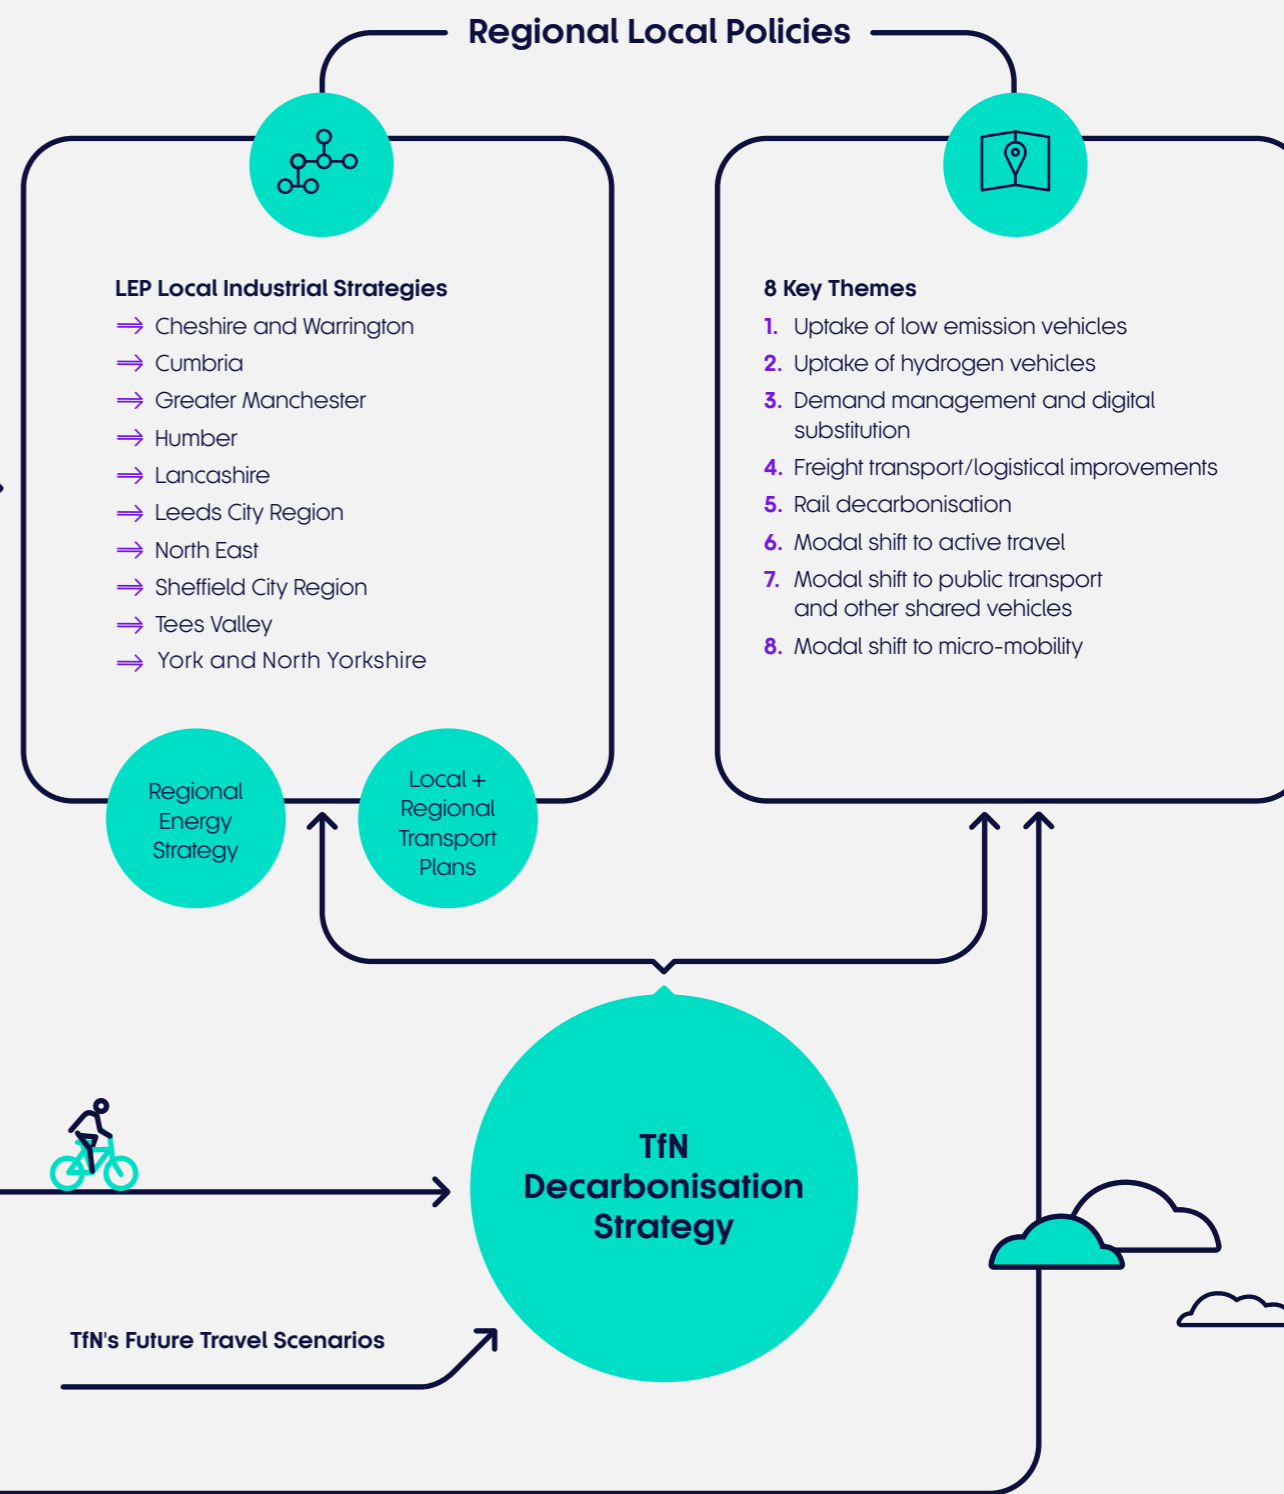 Regional Local Policies
LEP Local Industrial Strategies
Cheshire and Warrington
Cumbria
Greater Manchester
Humber
Lancashire
Leeds City Region
North East
Sheffield City Region
Tees Valley
York and North Yorkshire
Regional
Energy
Strategy
Local +
Regional
Transport
Plans
8 Key Themes
1. Uptake of low emission vehicles
2. Uptake of hydrogen vehicles
3. Demand management and digital
substitution
4. Freight transport/logistical improvements
5. Rail decarbonisation
6. Modal shift to active travel
7. Modal shift to public transport
and other shared vehicles
8. Modal shift to micro-mobility
TfN
Decarbonisation
Strategy
TfN's Future Travel Scenarios